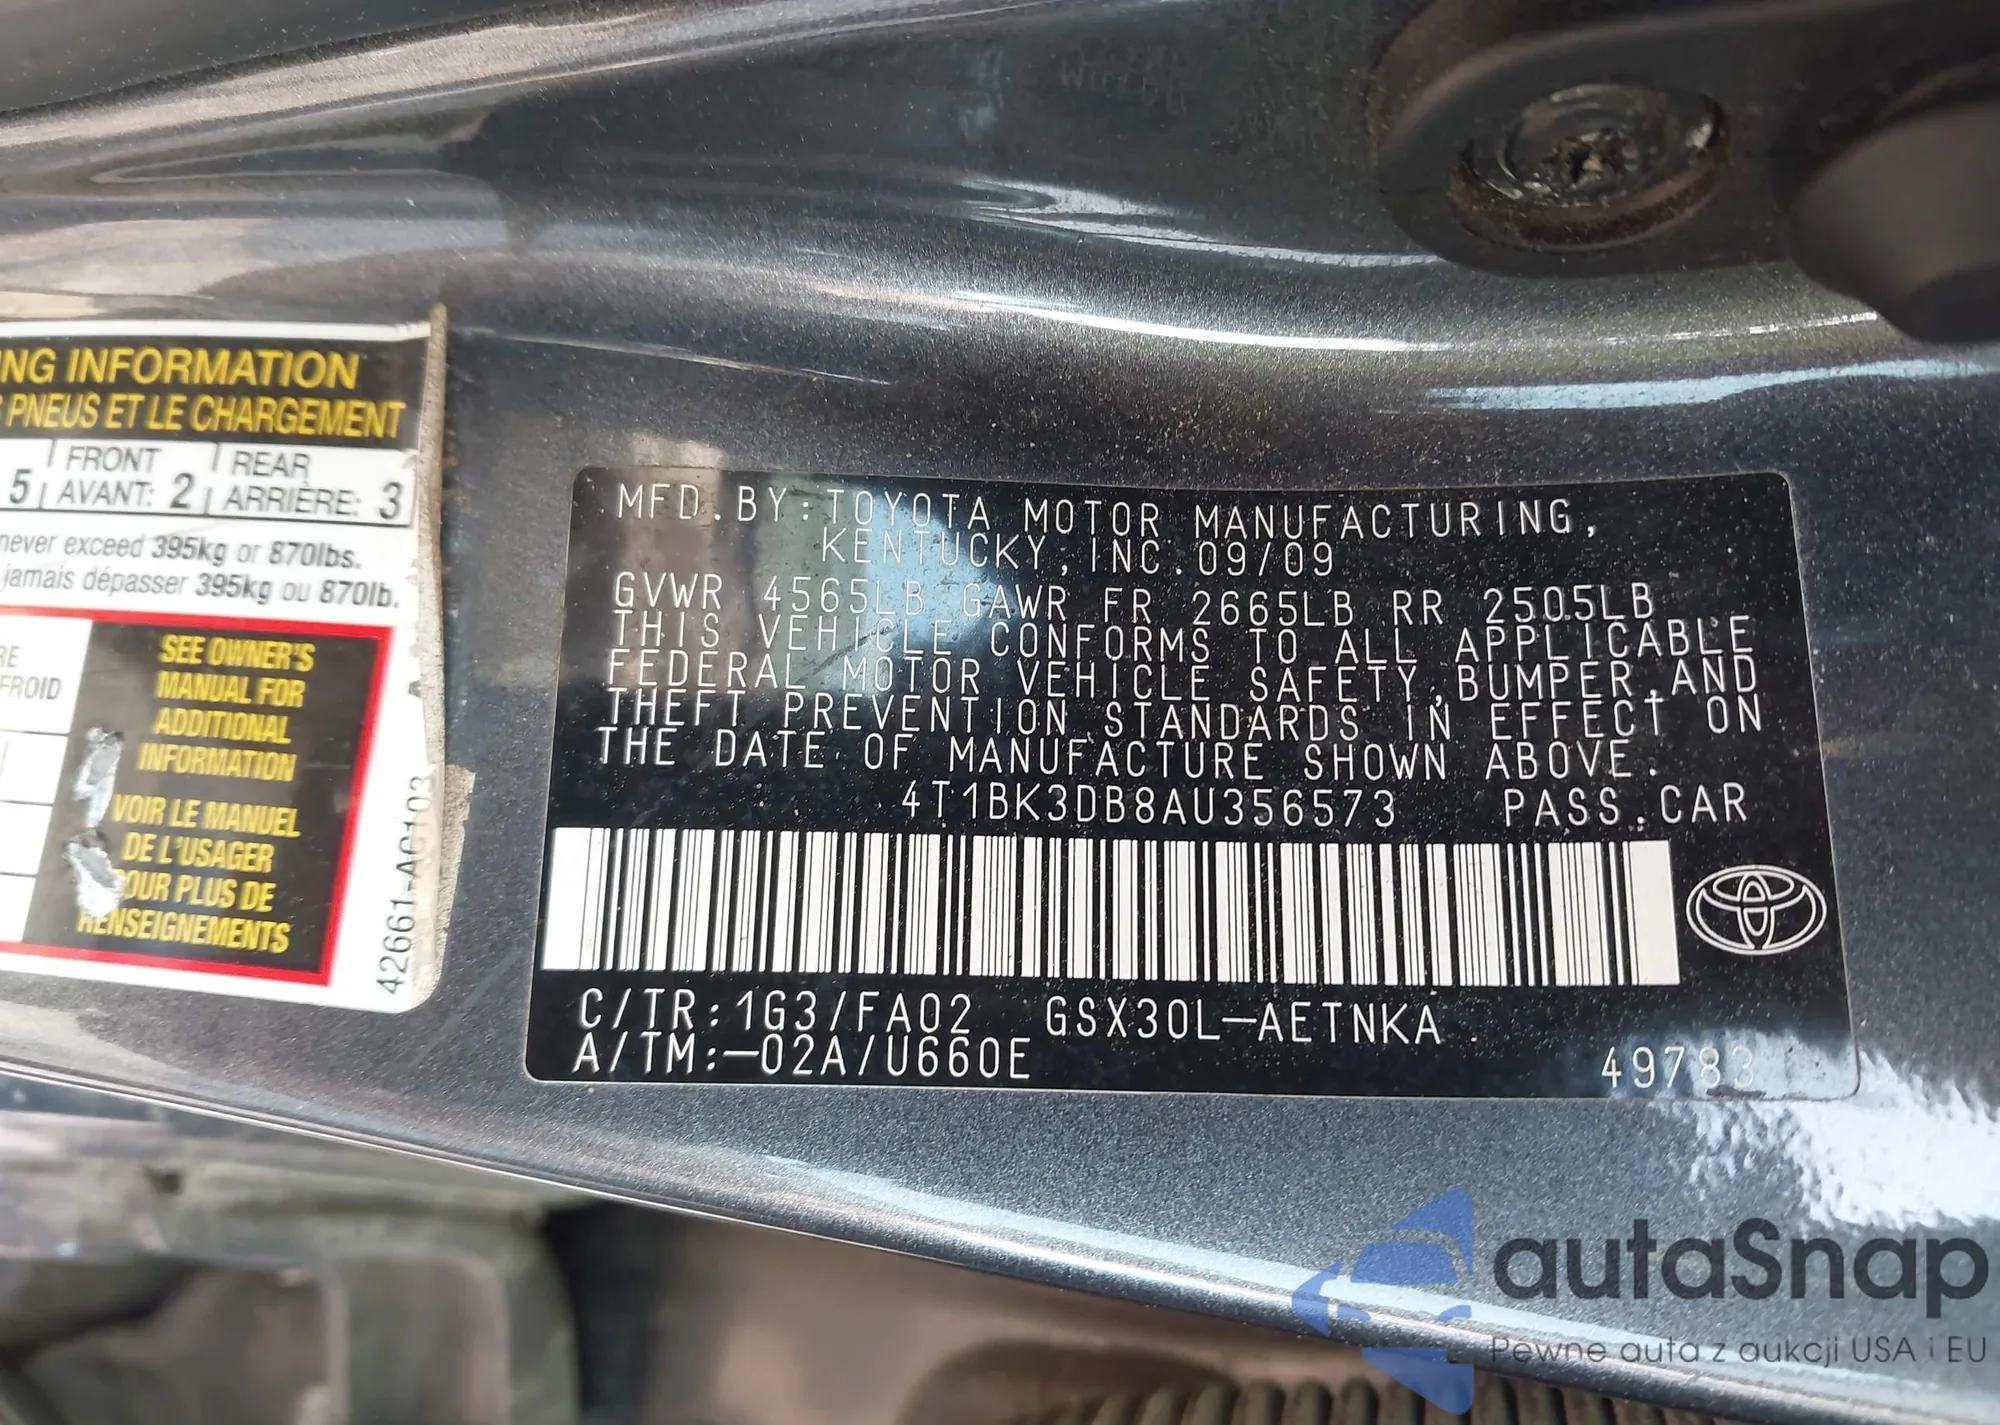 NG INFORMATION
PNEUS ET LE CHARGEMENT
FRONT REAR
5 AVANT: 2 ARRIÈRE: 3
never exceed 395kg or 870lbs.
jamais dépasser 395kg ou 870lb.
RE
FROID
SEE OWNER'S
MANUAL FOR
ADDITIONAL
INFORMATION
VOIR LE MANUEL
DE L'USAGER
POUR PLUS DE
RENSEIGNEMENTS
42661-AC103
MFD.BY:TOYOTA MOTOR MANUFACTURING,
KENTUCKY,INC.09/09
GVWR 4565LB GAWR FR 2665LB RR 2505LB
THIS VEHICLE CONFORMS TO ALL APPLICABLE
FEDERAL MOTOR VEHICLE SAFETY,BUMPER,AND
THEFT PREVENTION STANDARDS IN EFFECT ON
THE DATE OF MANUFACTURE SHOWN ABOVE.
4T1BK3DB8AU356573 PASS.CAR
C/TR:1G3/FA02 GSX30L-AETNKA
A/TM:-02A/U660E
49783
autaSnap
Pewne auta z aukcji USA i EU